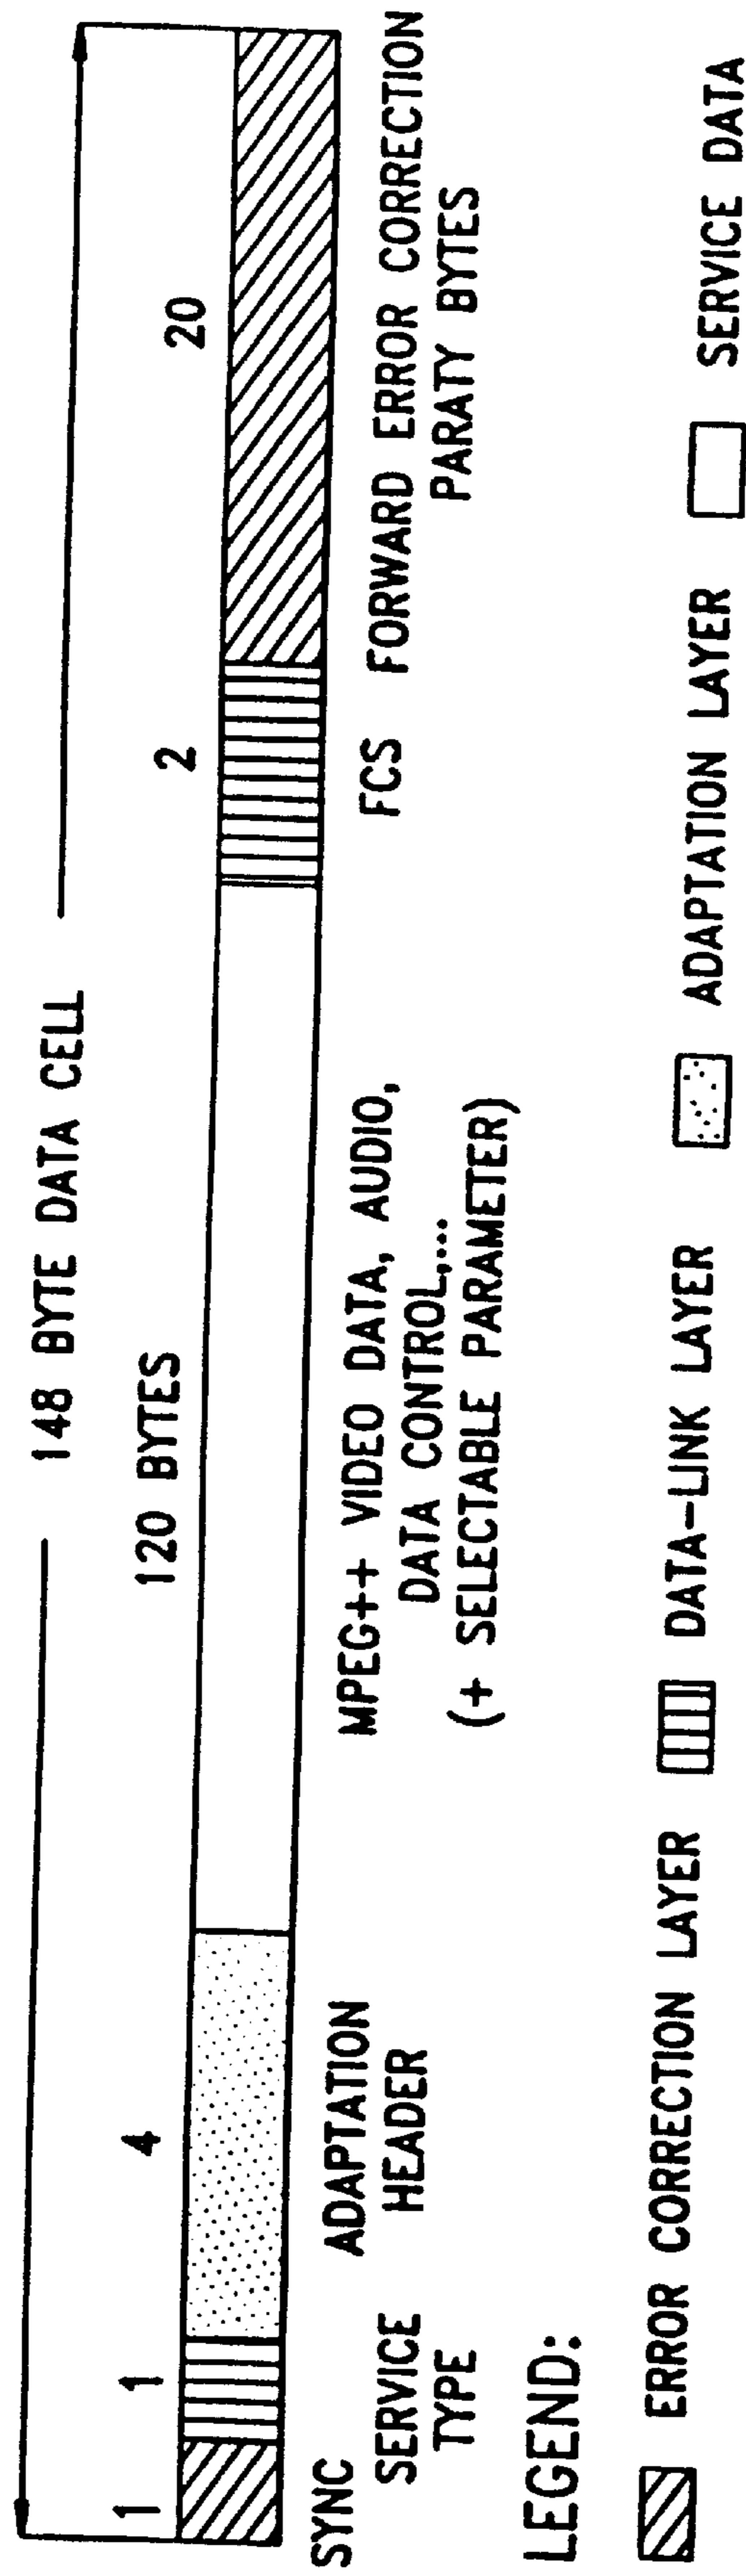 148 BYTE DATA CELL
1 1 4 120 BYTES 2 20
SYNC
SERVICE
TYPE
ADAPTATION
HEADER
MPEG++ VIDEO DATA, AUDIO,
DATA CONTROL,...
(+ SELECTABLE PARAMETER)
FCS
FORWARD ERROR CORRECTION
PARATY BYTES
LEGEND:
ERROR CORRECTION LAYER
DATA-LINK LAYER
ADAPTATION LAYER
SERVICE DATA